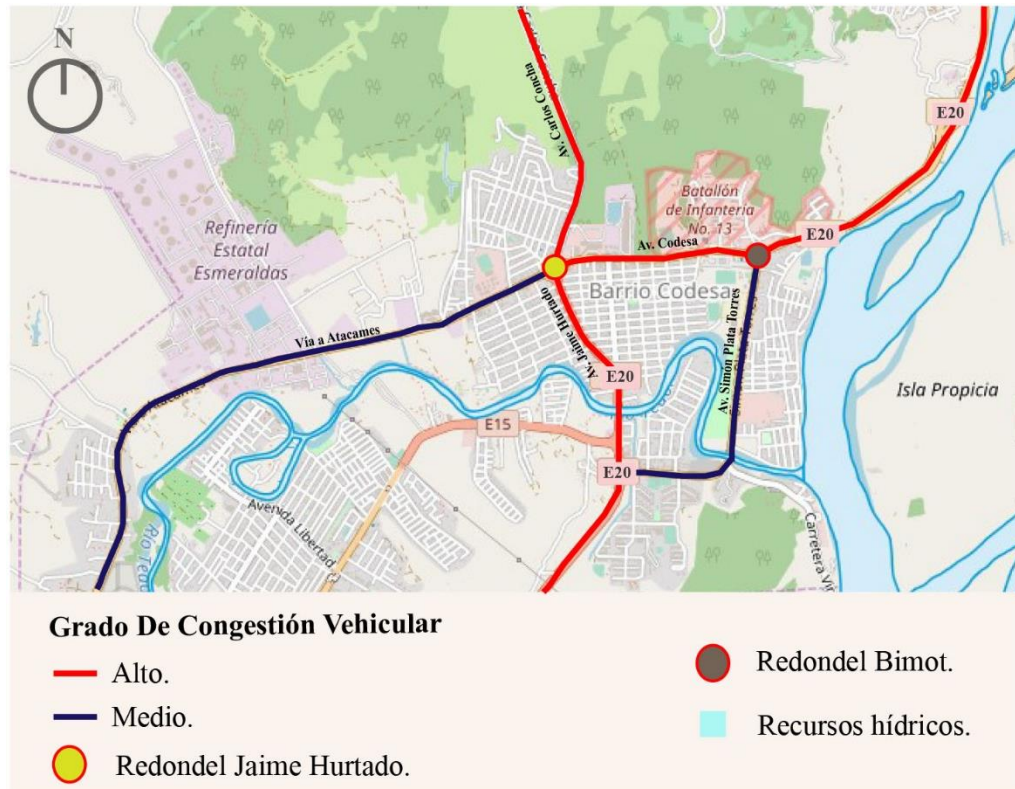 N
Av. Carlos Concha
E20
Batallón
de Infantería
No. 13
Refinería
Estatal
Esmeraldas
Av. Codesa
E20
Barrio Codesa
Vía a Atacames
Av. Jaime Hurtado
Av. Simón Plata Torres
E20
Isla Propicia
E15
E20
Avenida Libertad
Carretera
Grado De Congestión Vehicular
Alto.
Medio.
Redondel Jaime Hurtado.
Redondel Bimot.
Recursos hídricos.